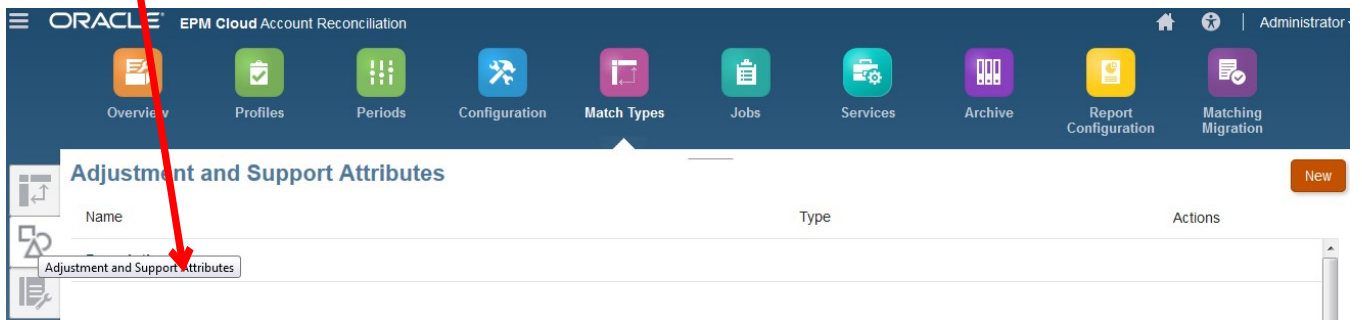 ORACLE® EPM Cloud Account Reconciliation Administrator
Overview Profiles Periods Configuration Match Types Jobs Services Archive Report Configuration Matching Migration
Adjustment and Support Attributes New
Name Type Actions
Adjustment and Support Attributes